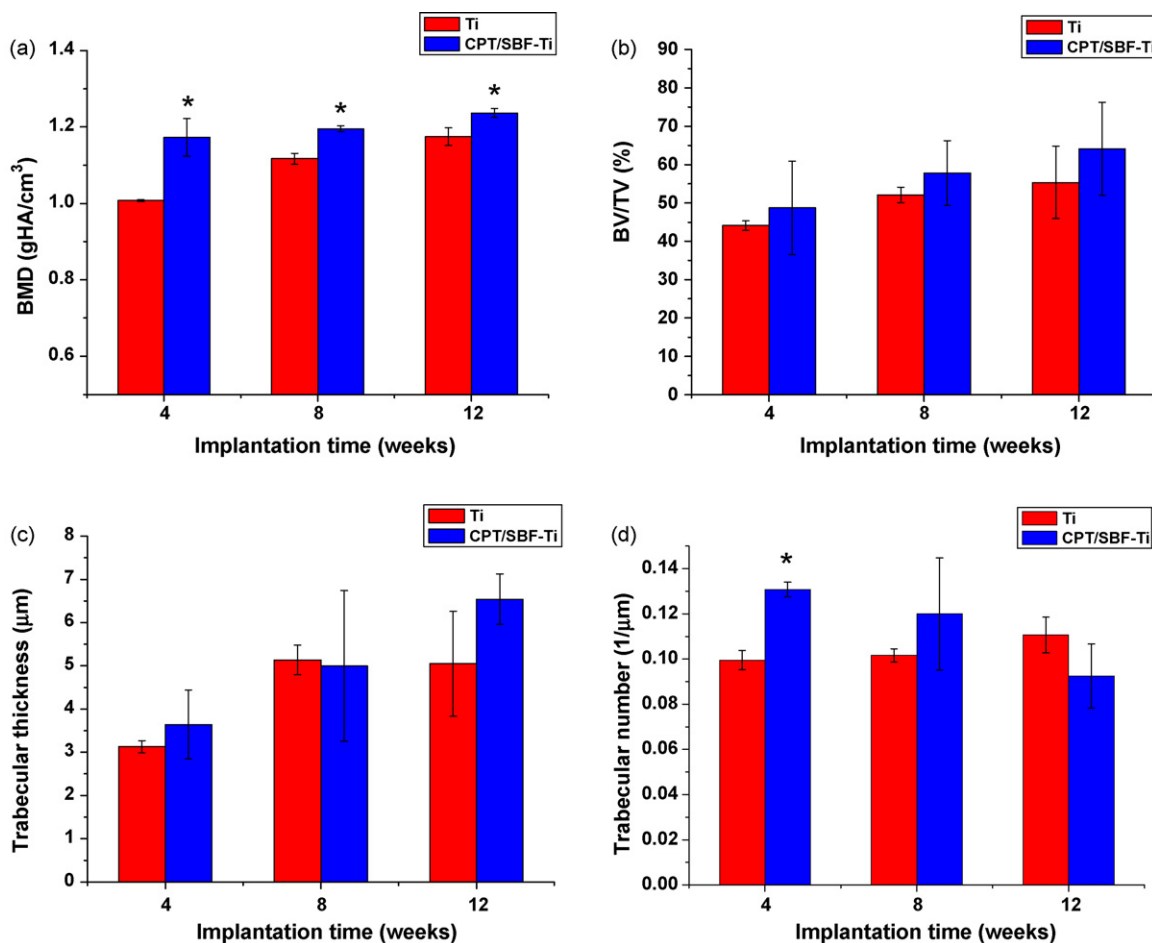 (a)
Ti
CPT/SBF-Ti
1.4
1.2
1.0
0.8
0.6
BMD (gHA/cm³)
*
*
*
4
8
12
Implantation time (weeks)
(b)
Ti
CPT/SBF-Ti
90
80
70
60
50
40
30
20
10
0
BV/TV (%)
4
8
12
Implantation time (weeks)
(c)
Ti
CPT/SBF-Ti
8
7
6
5
4
3
2
1
0
Trabecular thickness (μm)
4
8
12
Implantation time (weeks)
(d)
Ti
CPT/SBF-Ti
0.14
0.12
0.10
0.08
0.06
0.04
0.02
0.00
Trabecular number (1/μm)
*
4
8
12
Implantation time (weeks)